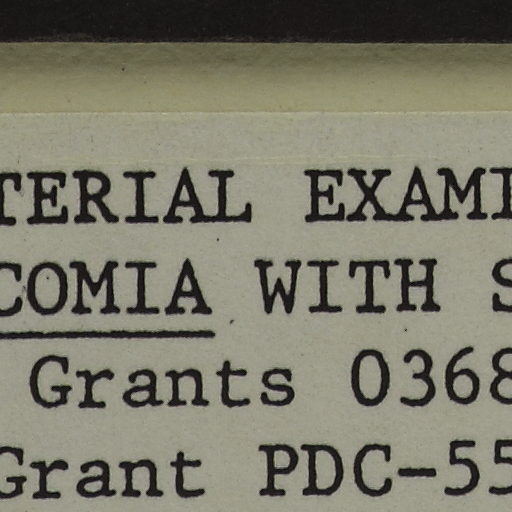 TERIAL EXAMI
COMIA WITH S
Grants 0368
Grant PDC-55